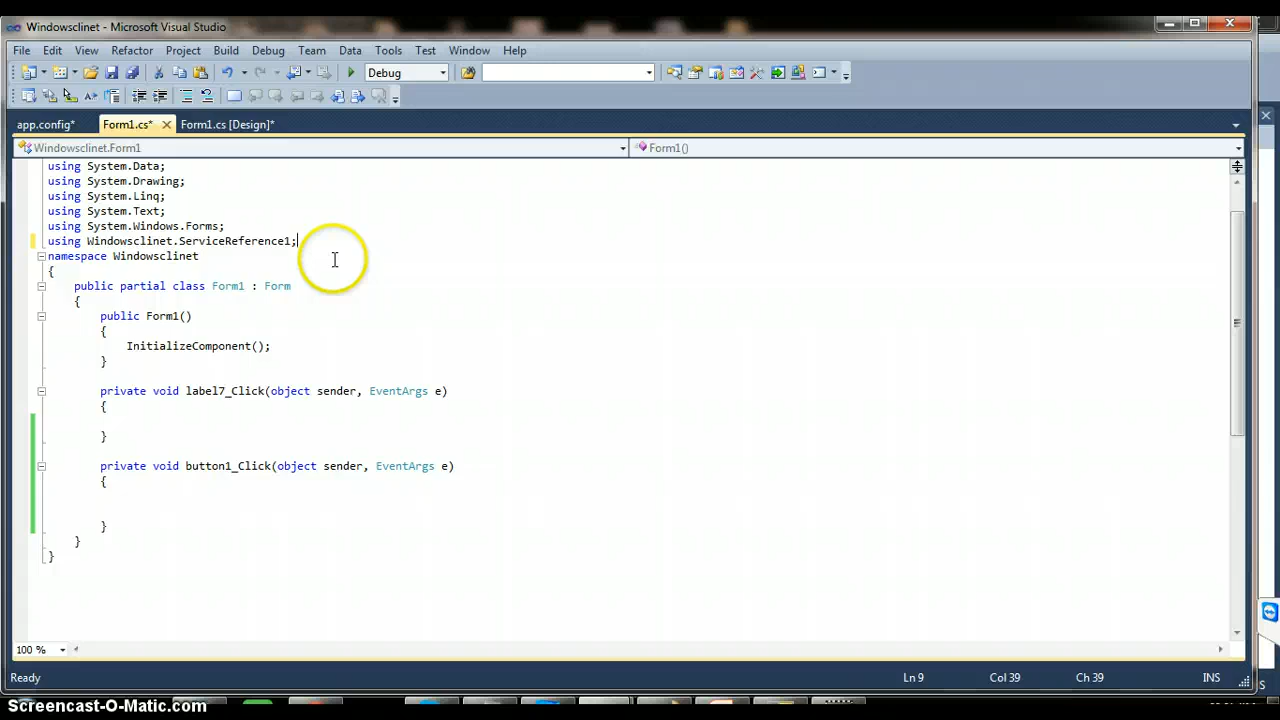 Windowsclinet - Microsoft Visual Studio
File Edit View Refactor Project Build Debug Team Data Tools Test Window Help
Debug
app.config* Form1.cs* Form1.cs [Design]*
Windowsclinet.Form1 Form1()
using System.Data;
using System.Drawing;
using System.Linq;
using System.Text;
using System.Windows.Forms;
using Windowsclinet.ServiceReference1;
namespace Windowsclinet
{
public partial class Form1 : Form
{
public Form1()
{
InitializeComponent();
}
private void label7_Click(object sender, EventArgs e)
{
}
private void button1_Click(object sender, EventArgs e)
{
}
}
}
100 %
Ready Ln 9 Col 39 Ch 39 INS
Screencast-O-Matic.com